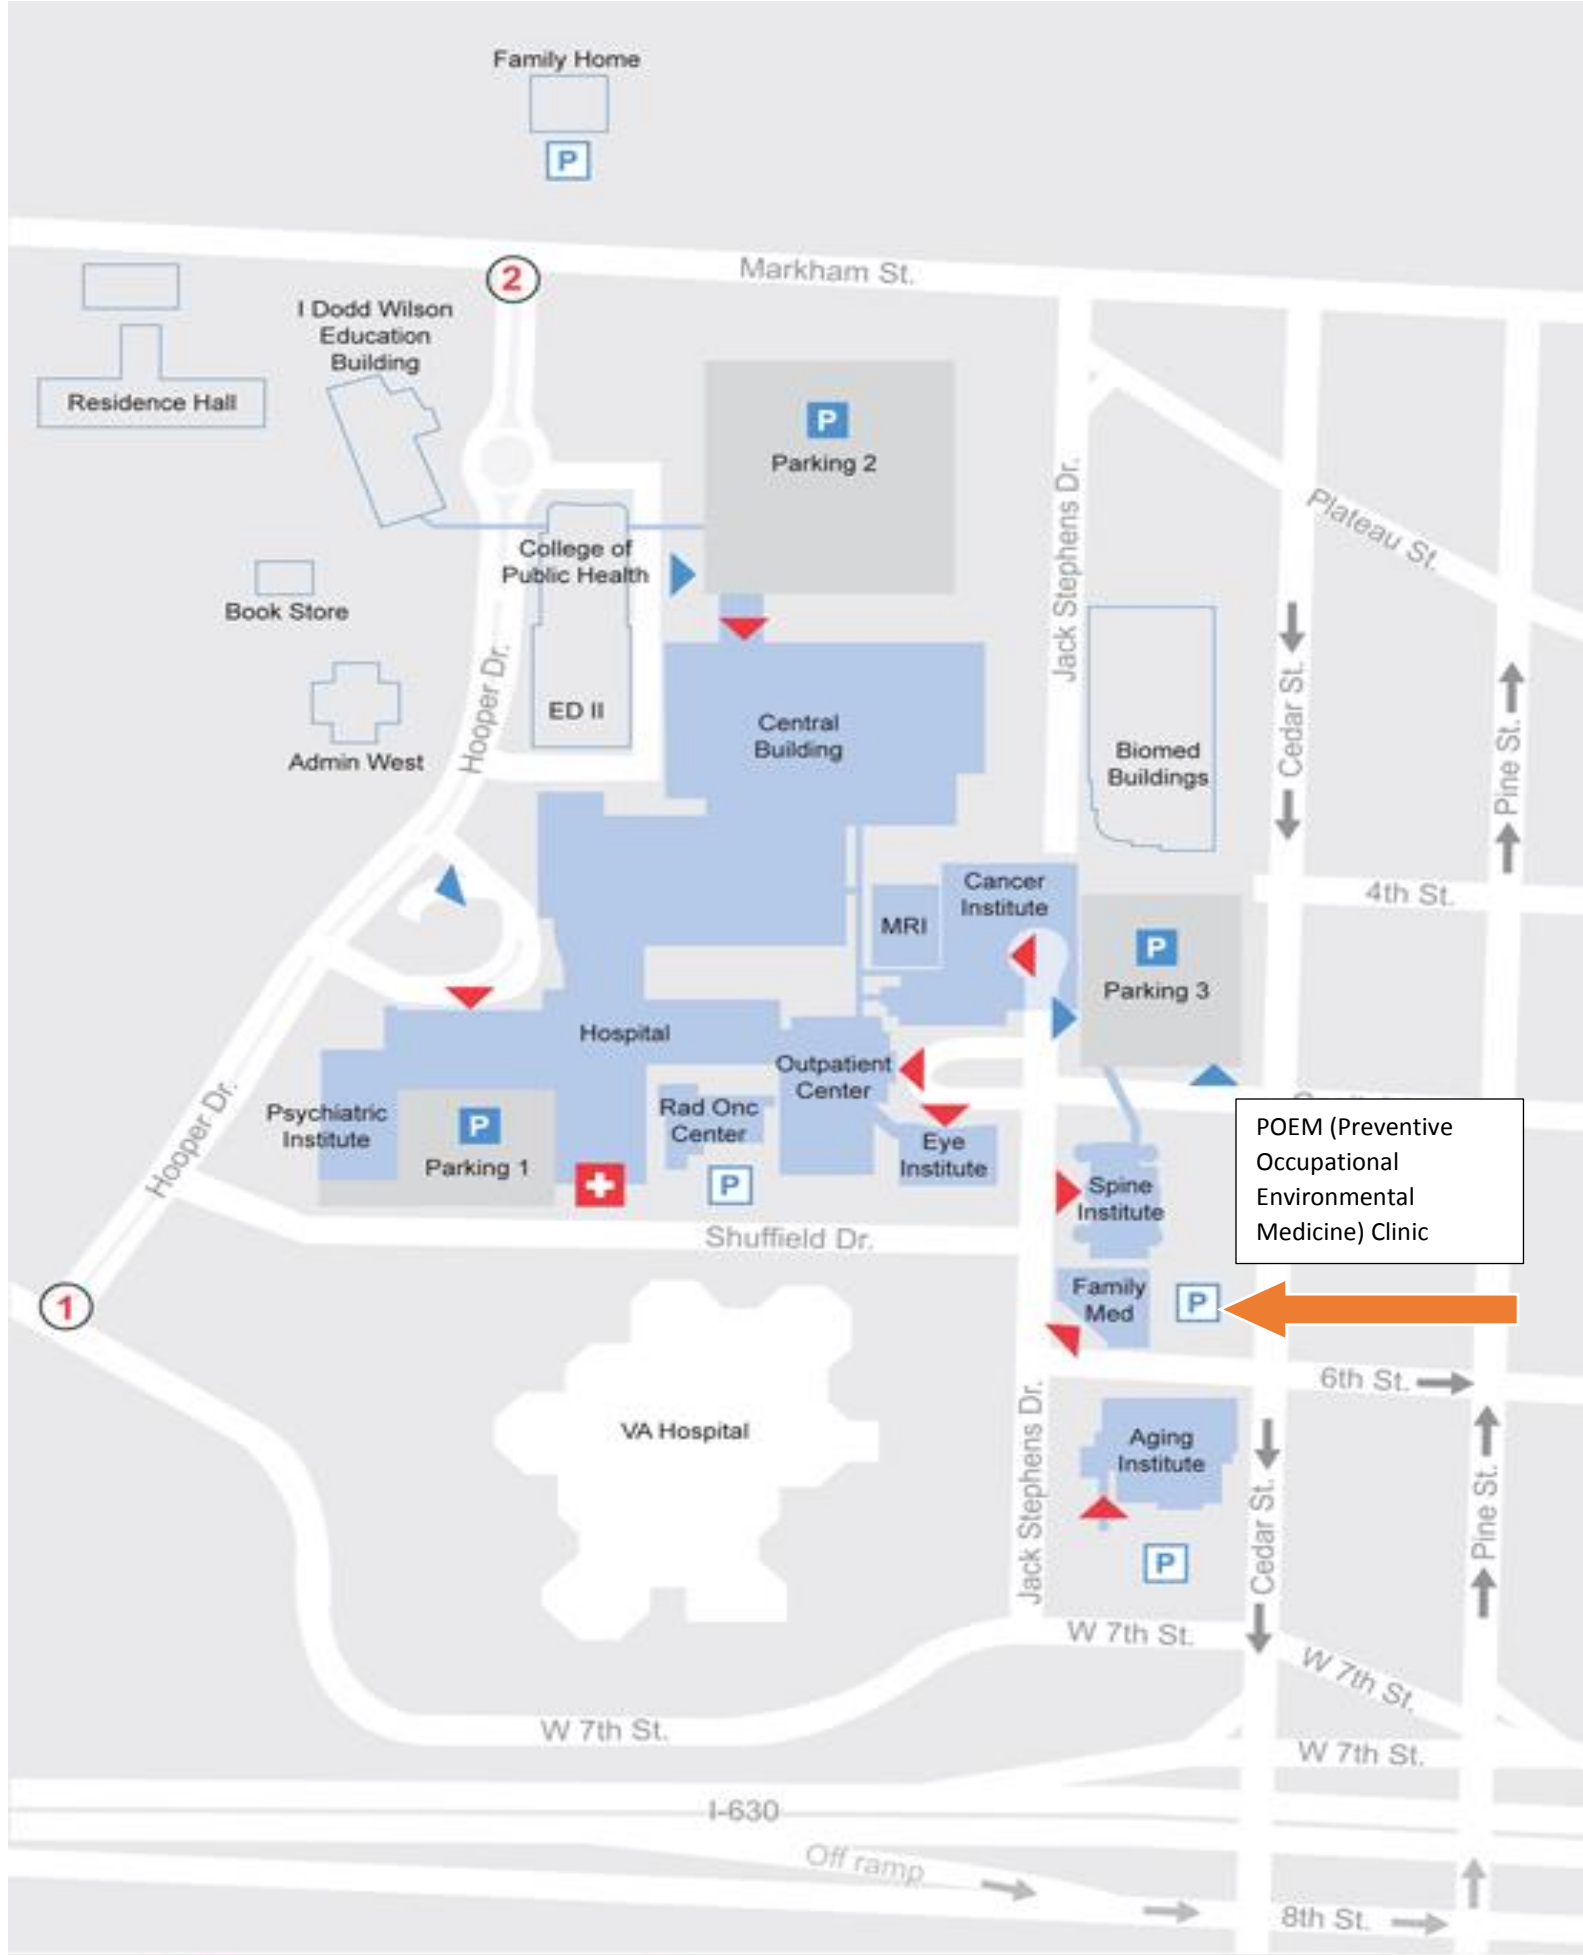 Family Home
P
2
Markham St.
I Dodd Wilson
Education
Building
Residence Hall
P
Parking 2
Jack Stephens Dr.
Plateau St.
College of
Public Health
Book Store
Hooper Dr.
ED II
Admin West
Central
Building
Biomed
Buildings
Cedar St.
Pine St.
4th St.
Cancer
Institute
MRI
P
Parking 3
Hospital
Outpatient
Center
Hooper Dr.
Psychiatric
Institute
P
Parking 1
Rad Onc
Center
P
Eye
Institute
Spine
Institute
POEM (Preventive
Occupational
Environmental
Medicine) Clinic
Shuffield Dr.
1
Family
Med
P
6th St.
VA Hospital
Jack Stephens Dr.
Aging
Institute
P
Cedar St.
Pine St.
W 7th St.
W 7th St.
W 7th St.
W 7th St.
I-630
Off ramp
8th St.